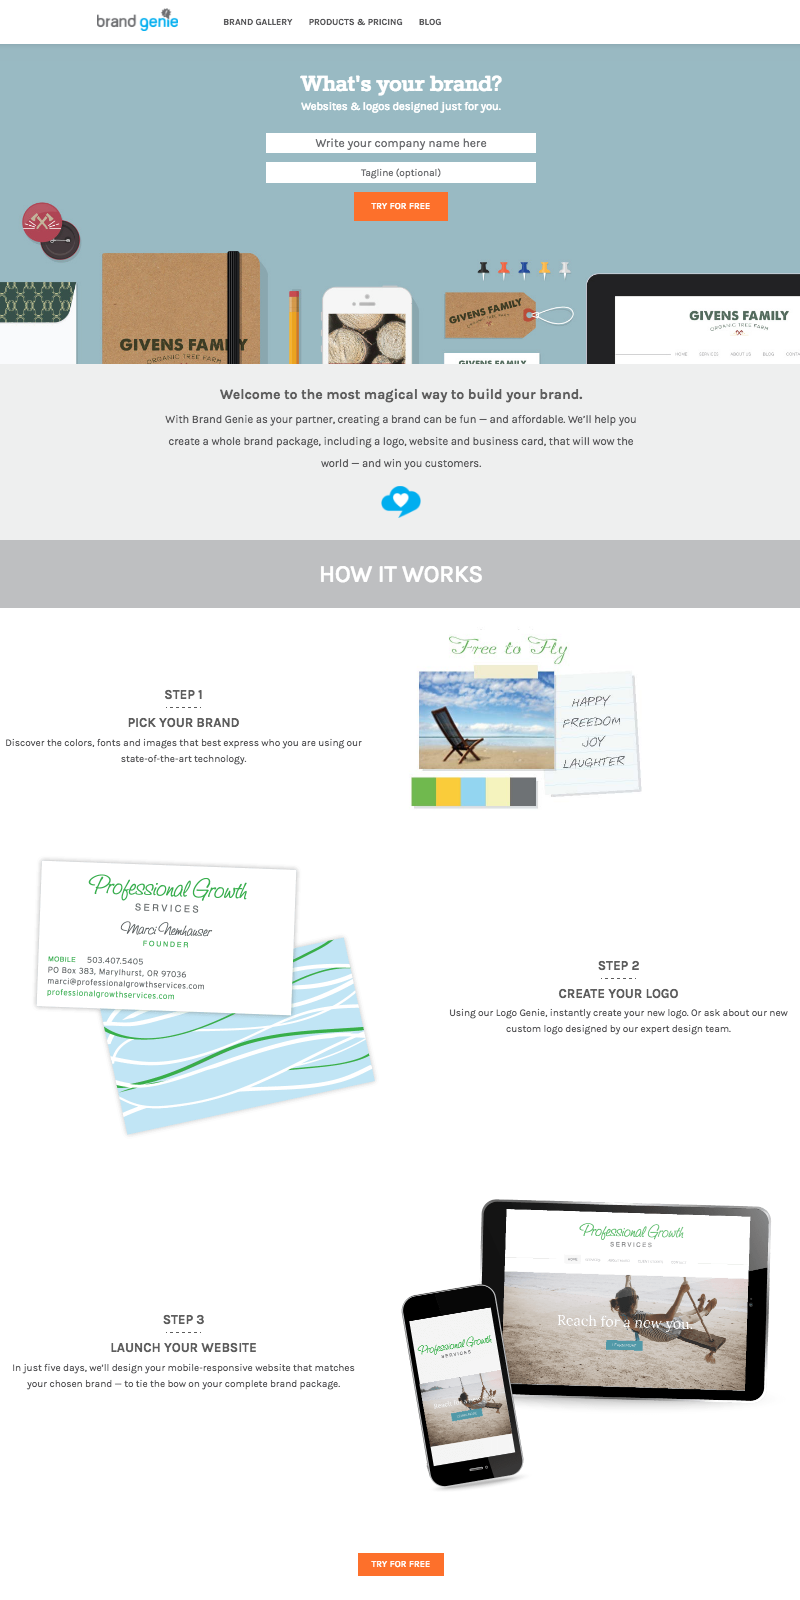 brand genie
BRAND GALLERY PRODUCTS & PRICING BLOG
What's your brand?
Websites & logos designed just for you.
Write your company name here
Tagline (optional)
TRY FOR FREE
GIVENS FAMILY
ORGANIC TREE FARM
GIVENS FAMILY
GIVENS FAMILY
GIVENS FAMILY
ORGANIC TREE FARM
HOME SERVICES ABOUT US BLOG
Welcome to the most magical way to build your brand.
With Brand Genie as your partner, creating a brand can be fun — and affordable. We'll help you
create a whole brand package, including a logo, website and business card, that will wow the
world — and win you customers.
HOW IT WORKS
Free to Fly
HAPPY
FREEDOM
JOY
LAUGHTER
STEP 1
PICK YOUR BRAND
Discover the colors, fonts and images that best express who you are using our
state-of-the-art technology.
Professional Growth
SERVICES
Marci Nemhauser
FOUNDER
MOBILE 503.407.5405
PO Box 383, Marylhurst, OR 97036
marci@professionalgrowthservices.com
professionalgrowthservices.com
STEP 2
CREATE YOUR LOGO
Using our Logo Genie, instantly create your new logo. Or ask about our new
custom logo designed by our expert design team.
STEP 3
LAUNCH YOUR WEBSITE
In just five days, we'll design your mobile-responsive website that matches
your chosen brand — to tie the bow on your complete brand package.
Professional Growth
SERVICES
HOME
Reach for a new you.
Professional Growth
SERVICES
TRY FOR FREE